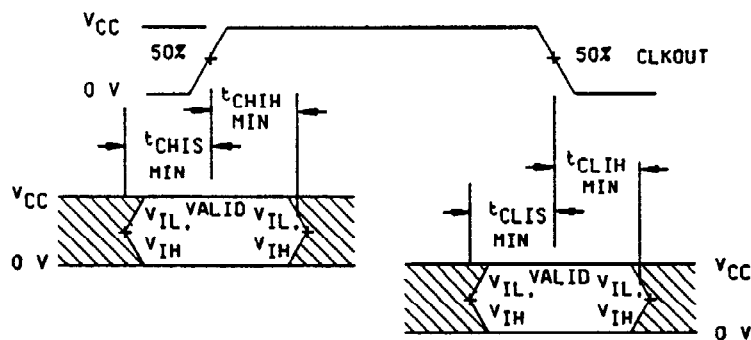 VCC
50%
50% CLKOUT
0 V
tCHIH
MIN
tCHIS
MIN
tCLIH
MIN
tCLIS
MIN
VCC
VALID
VIL, VIL,
VIH VIH
0 V
VCC
VALID
VIL, VIL,
VIH VIH
0 V